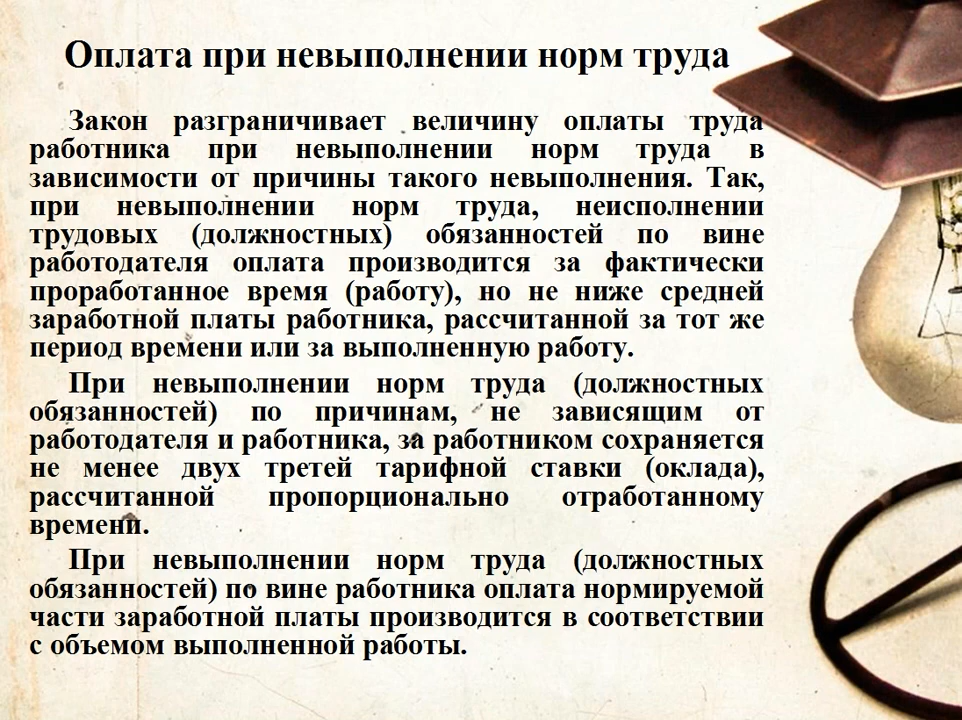 Оплата при невыполнении норм труда
Закон разграничивает величину оплаты труда
работника при невыполнении норм труда в
зависимости от причины такого невыполнения. Так,
при невыполнении норм труда, неисполнении
трудовых (должностных) обязанностей по вине
работодателя оплата производится за фактически
проработанное время (работу), но не ниже средней
заработной платы работника, рассчитанной за тот же
период времени или за выполненную работу.
При невыполнении норм труда (должностных
обязанностей) по причинам, не зависящим от
работодателя и работника, за работником сохраняется
не менее двух третей тарифной ставки (оклада),
рассчитанной пропорционально отработанному
времени.
При невыполнении норм труда (должностных
обязанностей) по вине работника оплата нормируемой
части заработной платы производится в соответствии
с объемом выполненной работы.